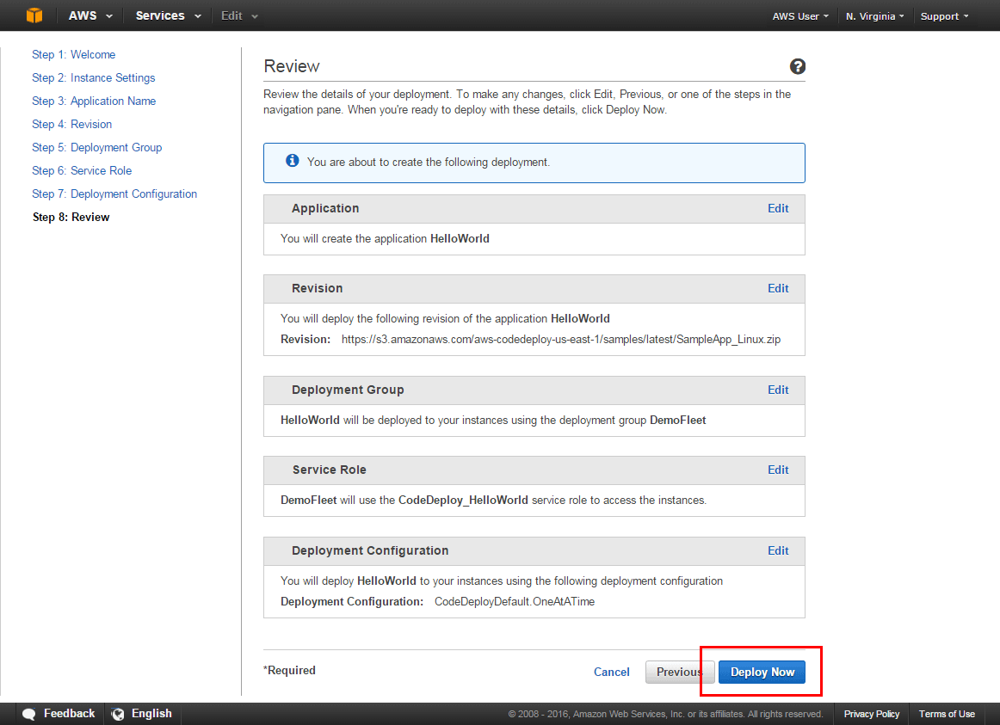 AWS Services Edit AWS User N. Virginia Support
Step 1: Welcome
Step 2: Instance Settings
Step 3: Application Name
Step 4: Revision
Step 5: Deployment Group
Step 6: Service Role
Step 7: Deployment Configuration
Step 8: Review
Review
Review the details of your deployment. To make any changes, click Edit, Previous, or one of the steps in the
navigation pane. When you're ready to deploy with these details, click Deploy Now.
You are about to create the following deployment.
Application Edit
You will create the application HelloWorld
Revision Edit
You will deploy the following revision of the application HelloWorld
Revision: https://s3.amazonaws.com/aws-codedeploy-us-east-1/samples/latest/SampleApp_Linux.zip
Deployment Group Edit
HelloWorld will be deployed to your instances using the deployment group DemoFleet
Service Role Edit
DemoFleet will use the CodeDeploy_HelloWorld service role to access the instances.
Deployment Configuration Edit
You will deploy HelloWorld to your instances using the following deployment configuration
Deployment Configuration: CodeDeployDefault.OneAtATime
*Required Cancel Previous Deploy Now
Feedback English © 2008 - 2016, Amazon Web Services, Inc. or its affiliates. All rights reserved. Privacy Policy Terms of Use